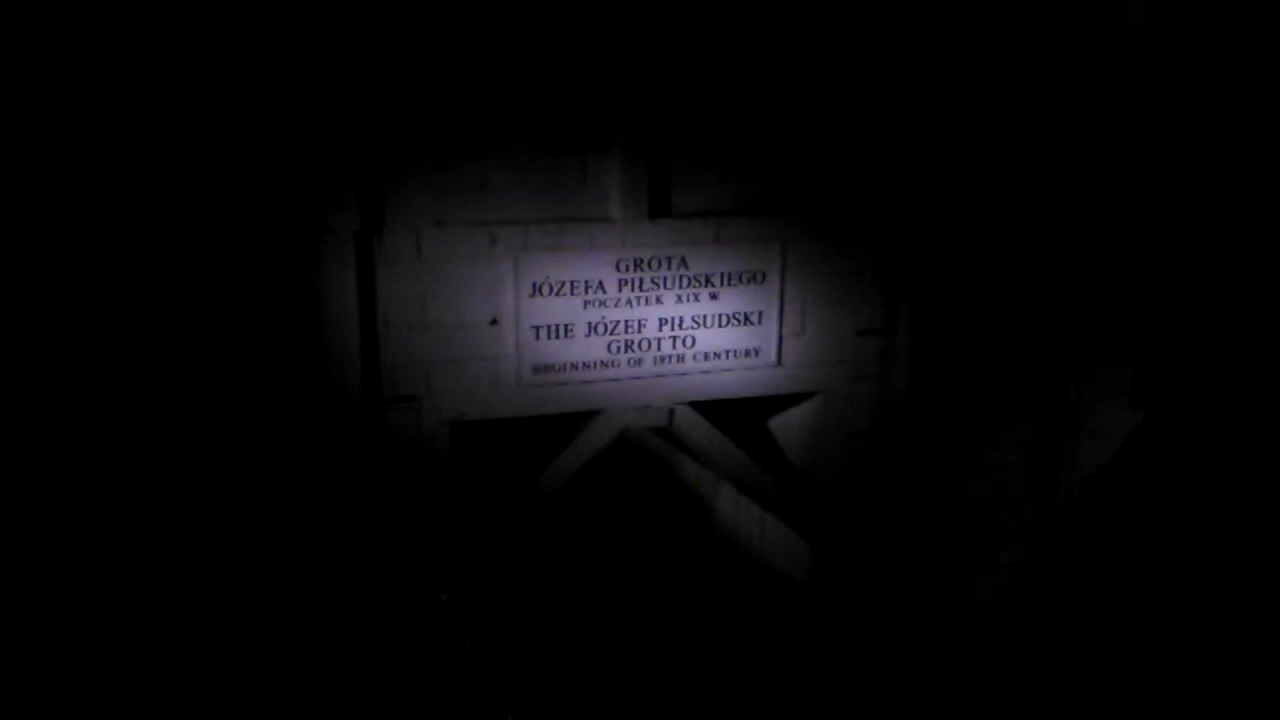 GROTA
JÓZEFA PIŁSUDSKIEGO
POCZĄTEK XIX W
THE JÓZEF PIŁSUDSKI
GROTTO
BEGINNING OF 19TH CENTURY